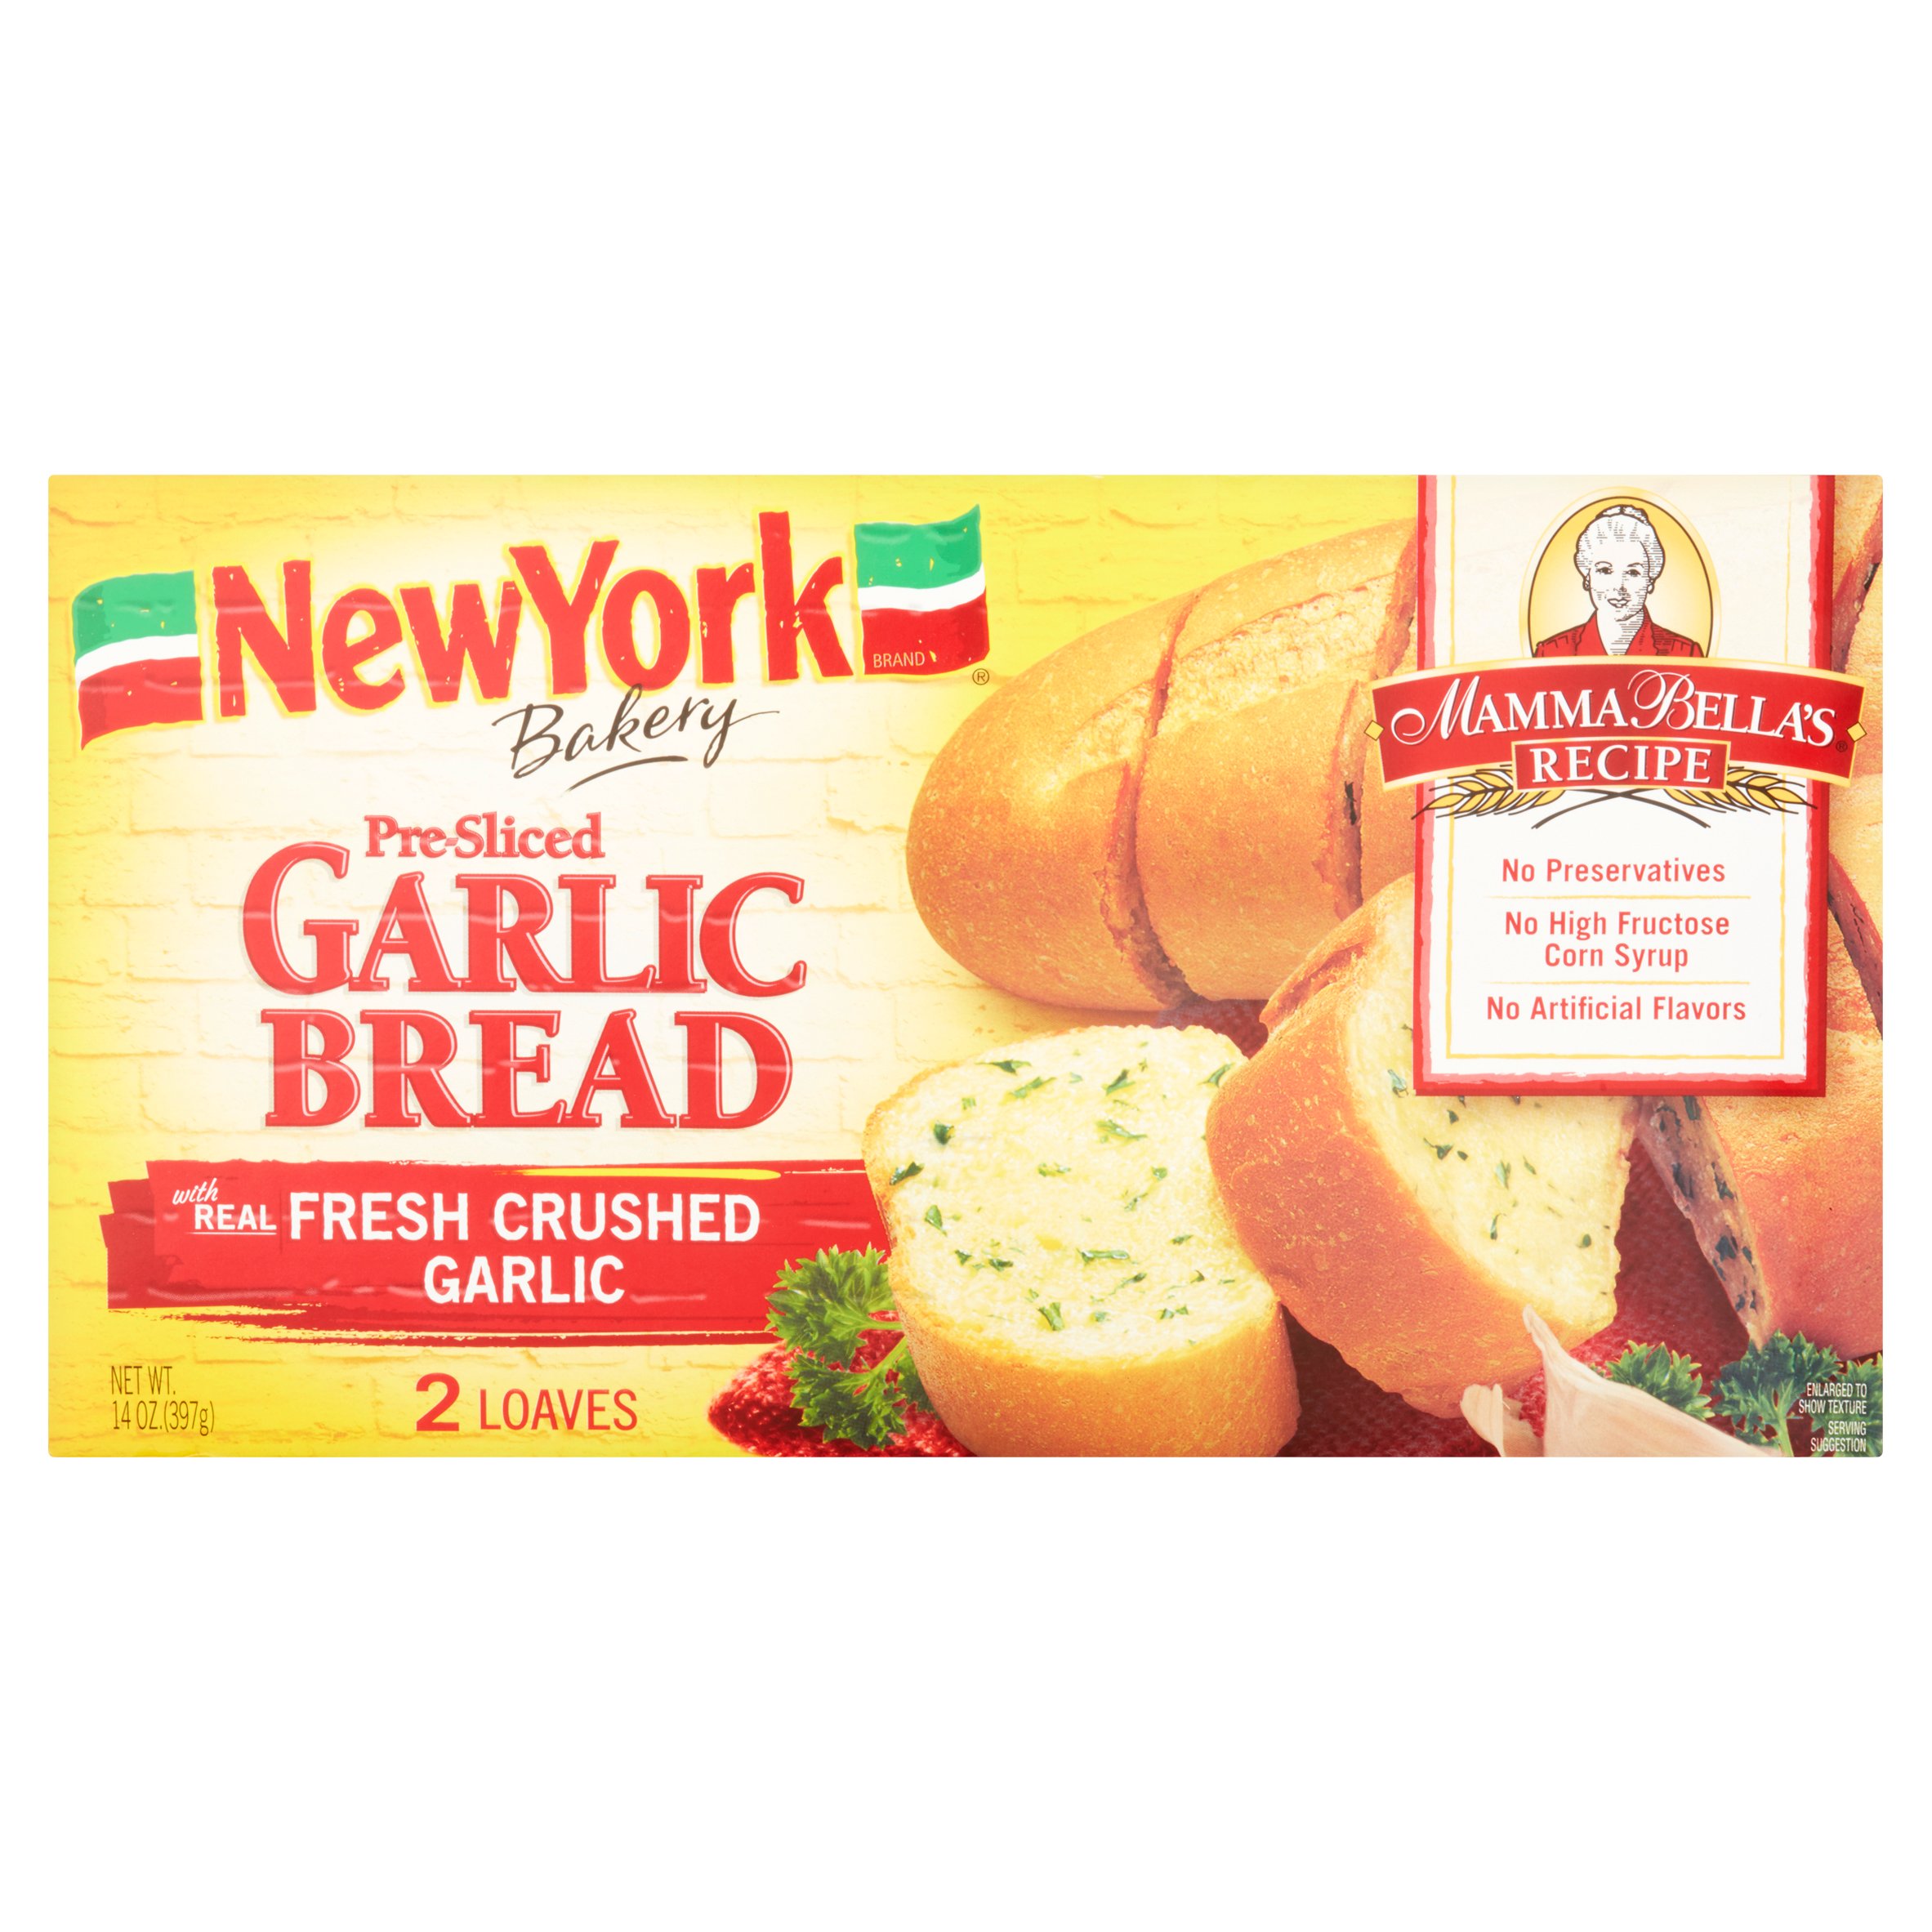 NewYork
BRAND
®
Bakery
Pre-Sliced
GARLIC
BREAD
with
REAL FRESH CRUSHED
GARLIC
NET WT.
14 OZ.(397g)
2 LOAVES
MAMMA BELLA'S®
RECIPE
No Preservatives
No High Fructose
Corn Syrup
No Artificial Flavors
ENLARGED TO
SHOW TEXTURE
SERVING
SUGGESTION